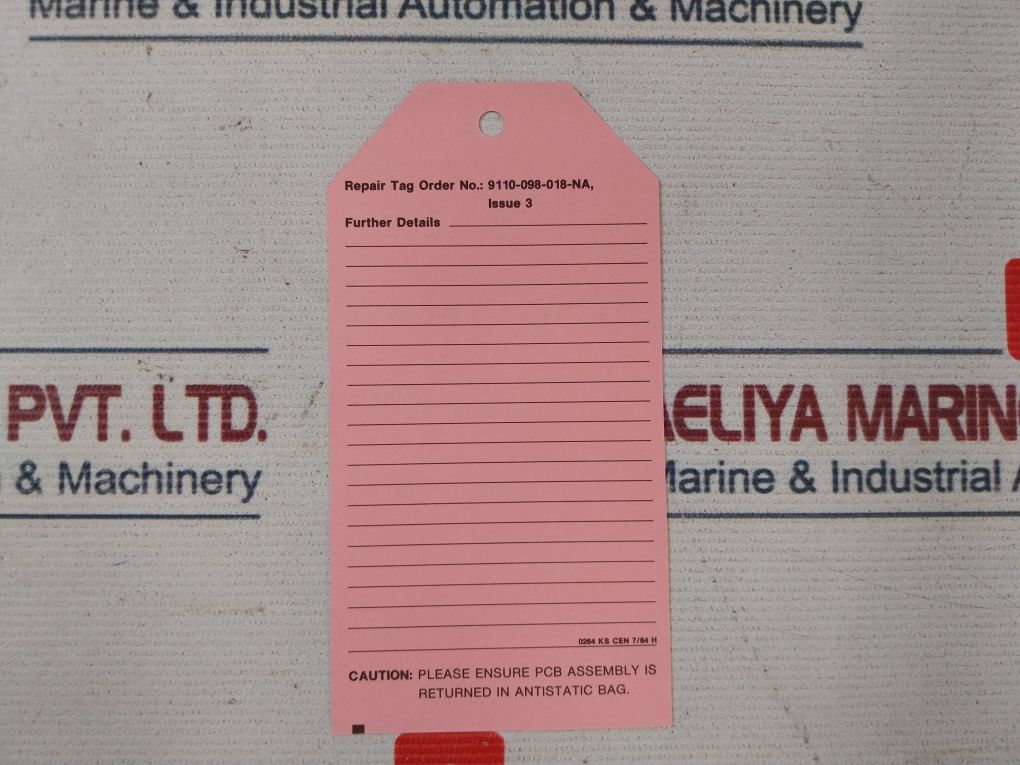 Marine & Industrial Automation & Machinery
Repair Tag Order No.: 9110-098-018-NA,
Issue 3
Further Details
PVT. LTD.
& Machinery
AELIYA MARINE
Marine & Industrial
0264 KS CEN 7/84 H
CAUTION: PLEASE ENSURE PCB ASSEMBLY IS
RETURNED IN ANTISTATIC BAG.